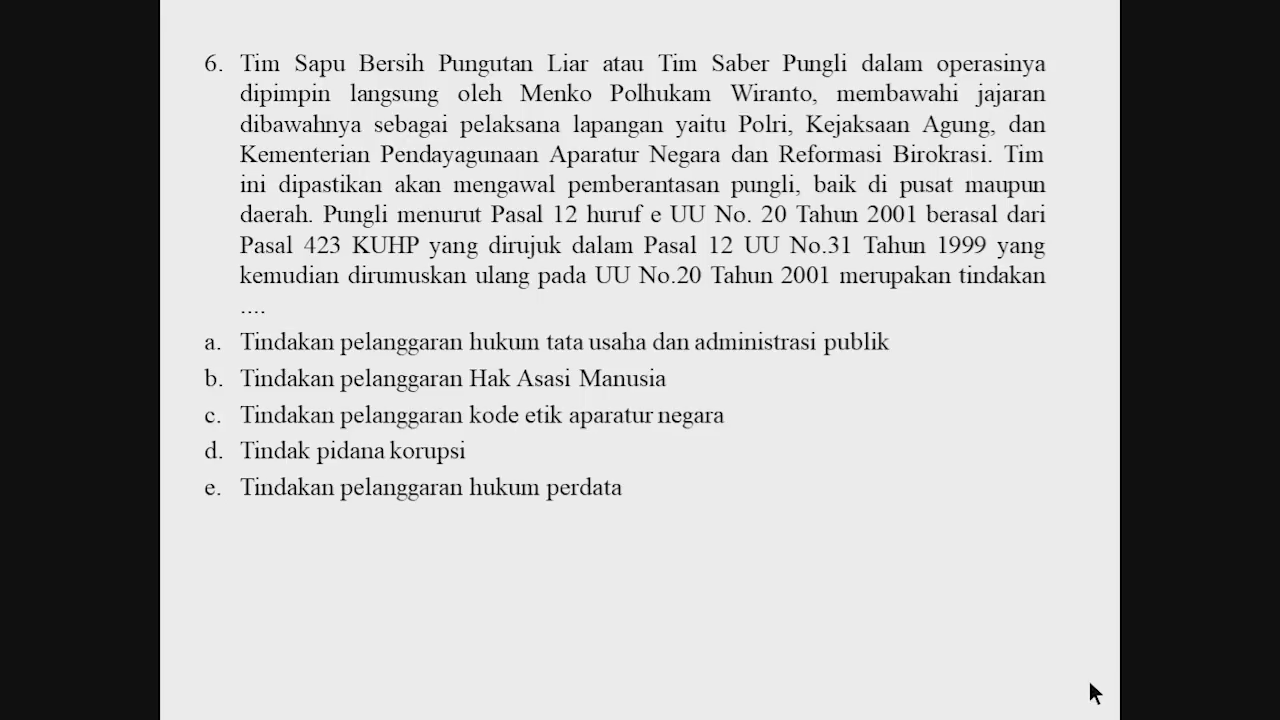 6. Tim Sapu Bersih Pungutan Liar atau Tim Saber Pungli dalam operasinya
dipimpin langsung oleh Menko Polhukam Wiranto, membawahi jajaran
dibawahnya sebagai pelaksana lapangan yaitu Polri, Kejaksaan Agung, dan
Kementerian Pendayagunaan Aparatur Negara dan Reformasi Birokrasi. Tim
ini dipastikan akan mengawal pemberantasan pungli, baik di pusat maupun
daerah. Pungli menurut Pasal 12 huruf e UU No. 20 Tahun 2001 berasal dari
Pasal 423 KUHP yang dirujuk dalam Pasal 12 UU No.31 Tahun 1999 yang
kemudian dirumuskan ulang pada UU No.20 Tahun 2001 merupakan tindakan
....
a. Tindakan pelanggaran hukum tata usaha dan administrasi publik
b. Tindakan pelanggaran Hak Asasi Manusia
c. Tindakan pelanggaran kode etik aparatur negara
d. Tindak pidana korupsi
e. Tindakan pelanggaran hukum perdata